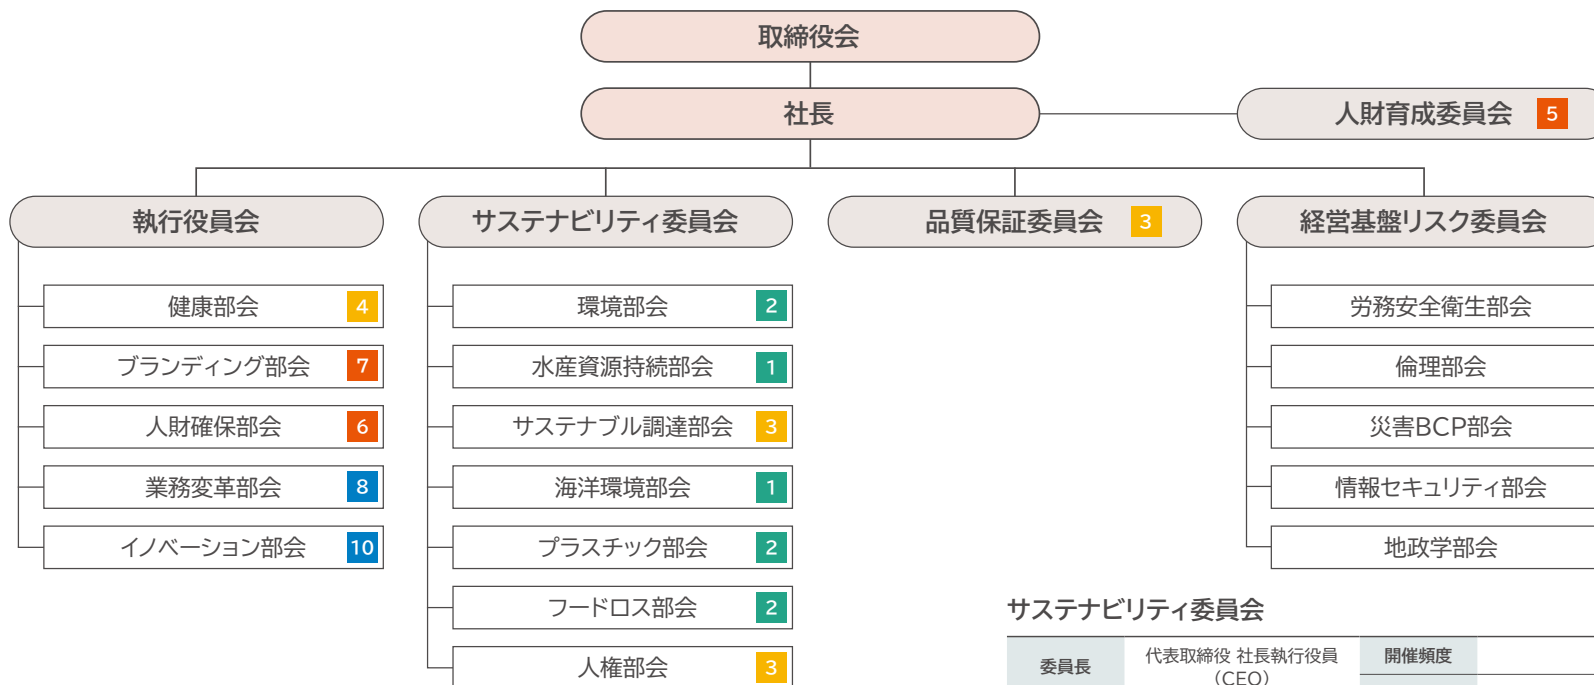 取締役会
社長
人財育成委員会 5
執行役員会
健康部会 4
ブランディング部会 7
人財確保部会 6
業務変革部会 8
イノベーション部会 10
サステナビリティ委員会
環境部会 2
水産資源持続部会 1
サステナブル調達部会 3
海洋環境部会 1
プラスチック部会 2
フードロス部会 2
人権部会 3
品質保証委員会 3
経営基盤リスク委員会
労務安全衛生部会
倫理部会
災害BCP部会
情報セキュリティ部会
地政学部会
サステナビリティ委員会
委員長
代表取締役 社長執行役員
(CEO)
開催頻度